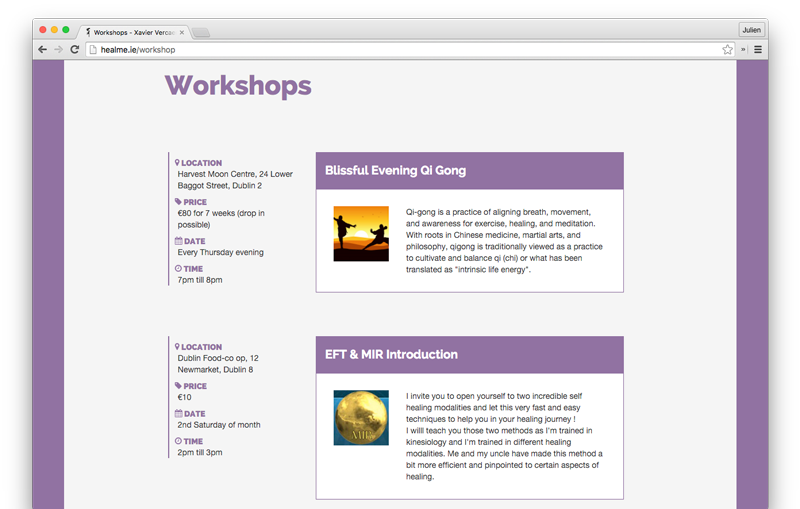 Workshops - Xavier Verca
Julien
healme.ie/workshop
Workshops
LOCATION
Harvest Moon Centre, 24 Lower
Baggot Street, Dublin 2
PRICE
€80 for 7 weeks (drop in
possible)
DATE
Every Thursday evening
TIME
7pm till 8pm
Blissful Evening Qi Gong
Qi-gong is a practice of aligning breath, movement,
and awareness for exercise, healing, and meditation.
With roots in Chinese medicine, martial arts, and
philosophy, qigong is traditionally viewed as a practice
to cultivate and balance qi (chi) or what has been
translated as "intrinsic life energy".
LOCATION
Dublin Food-co op, 12
Newmarket, Dublin 8
PRICE
€10
DATE
2nd Saturday of month
TIME
2pm till 3pm
EFT & MIR Introduction
MIR
I invite you to open yourself to two incredible self
healing modalities and let this very fast and easy
techniques to help you in your healing journey !
I willl teach you those two methods as I'm trained in
kinesiology and I'm trained in different healing
modalities. Me and my uncle have made this method a
bit more efficient and pinpointed to certain aspects of
healing.